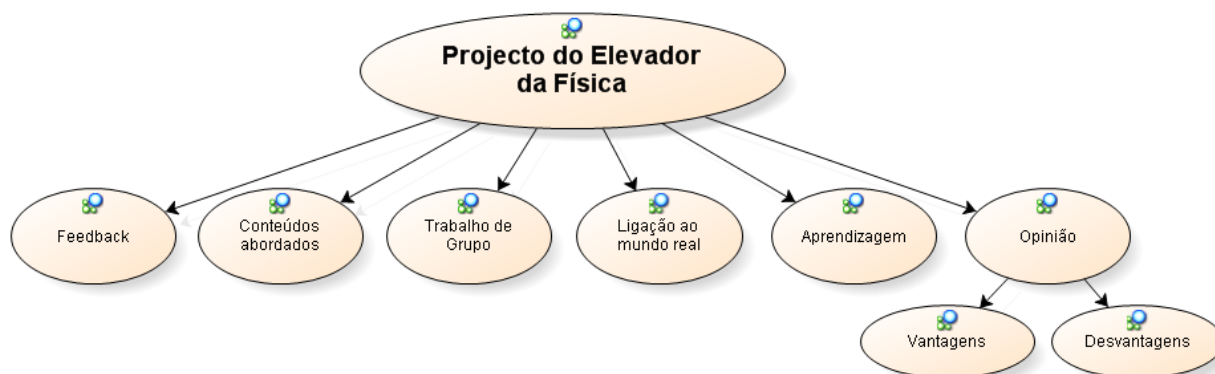 Projecto do Elevador
da Física
Feedback
Conteúdos
abordados
Trabalho de
Grupo
Ligação ao
mundo real
Aprendizagem
Opinião
Vantagens
Desvantagens